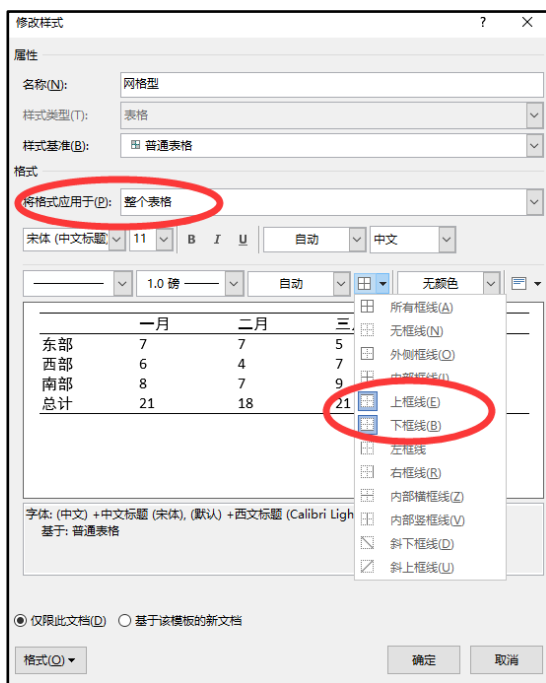 修改样式 ? ×
属性
名称(N): 网格型
样式类型(T): 表格
样式基准(B): 普通表格
格式
将格式应用于(P): 整个表格
宋体 (中文标题 11 B I U 自动 中文
1.0 磅 自动 无颜色
一月 二月 三
东部 7 7 5
西部 6 4 7
南部 8 7 9
总计 21 18 21
所有框线(A)
无框线(N)
外侧框线(O)
内部框线(I)
上框线(E)
下框线(B)
左框线
右框线(R)
内部横框线(Z)
内部竖框线(V)
斜下框线(D)
斜上框线(U)
字体: (中文) +中文标题 (宋体), (默认) +西文标题 (Calibri Ligh
基于: 普通表格
仅限此文档(D) 基于该模板的新文档
格式(O) 确定 取消